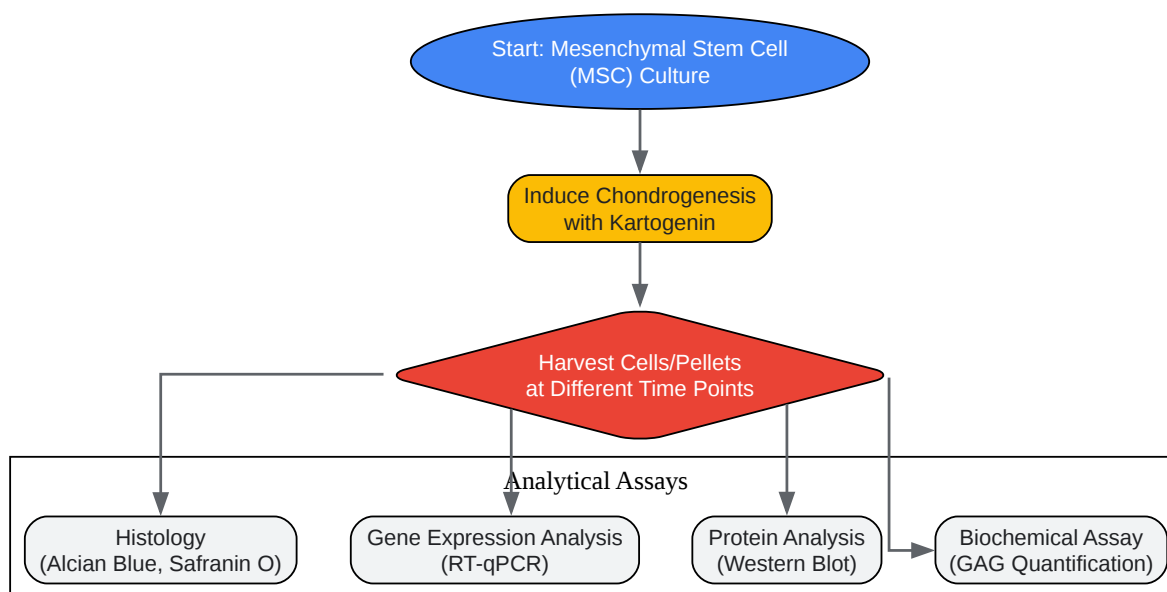 Start: Mesenchymal Stem Cell
(MSC) Culture
Induce Chondrogenesis
with Kartogenin
Harvest Cells/Pellets
at Different Time Points
Analytical Assays
Histology
(Alcian Blue, Safranin O)
Gene Expression Analysis
(RT-qPCR)
Protein Analysis
(Western Blot)
Biochemical Assay
(GAG Quantification)